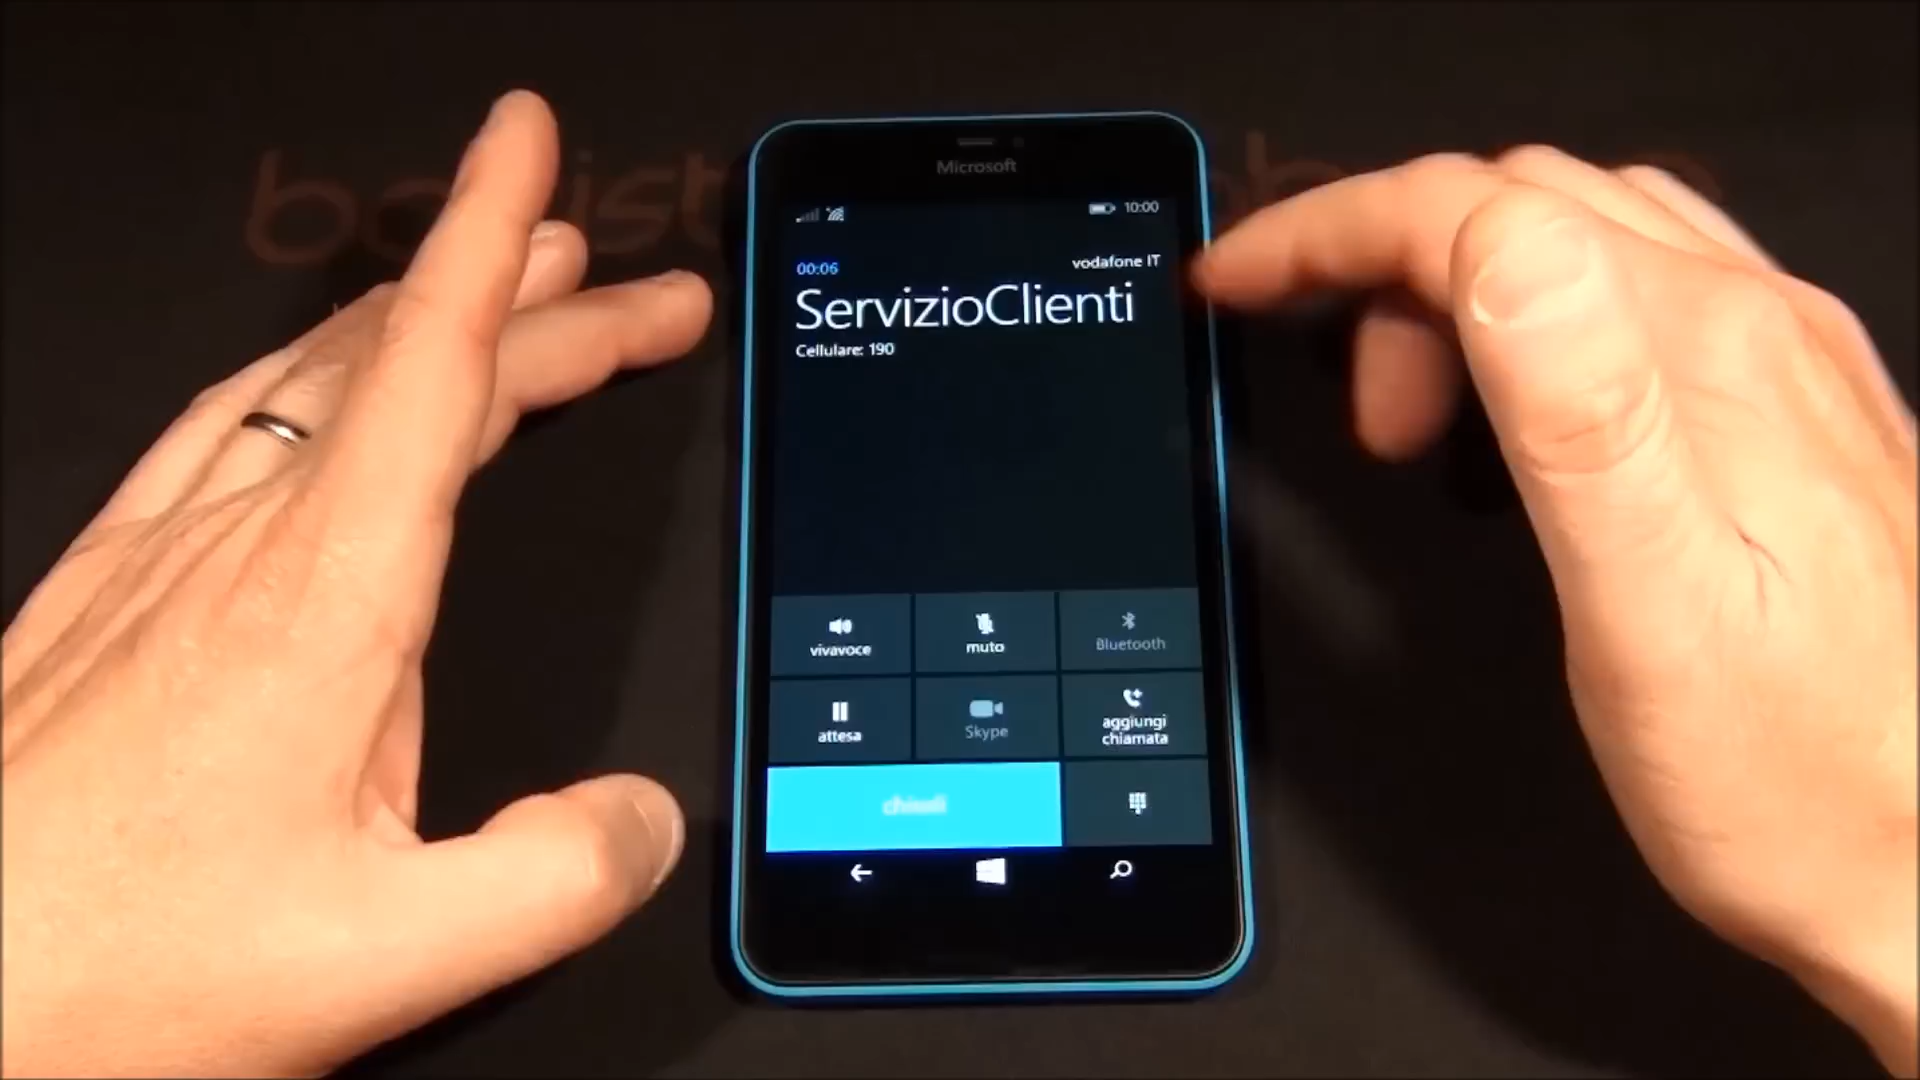 Microsoft
10:00
00:06
vodafone IT
ServizioClienti
Cellulare: 190
vivavoce
muto
Bluetooth
attesa
Skype
aggiungi
chiamata